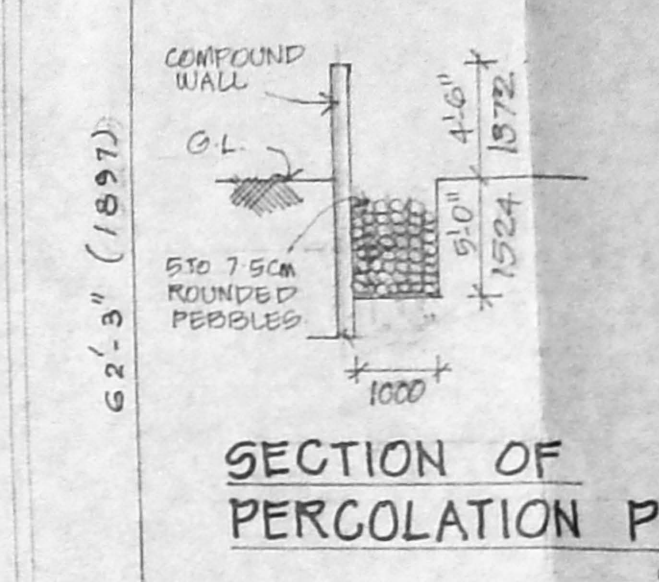 COMPOUND
WALL
G.L.
4'-6"
1372
5'-0"
1524
5 TO 7.5CM
ROUNDED
PEBBLES
62'-3" (1897)
1000
SECTION OF
PERCOLATION P